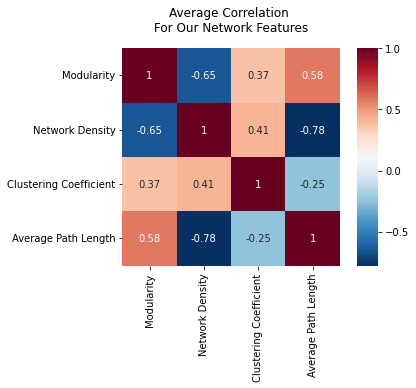 Average Correlation
For Our Network Features
Modularity
1
-0.65
0.37
0.58
Network Density
-0.65
1
0.41
-0.78
Clustering Coefficient
0.37
0.41
1
-0.25
Average Path Length
0.58
-0.78
-0.25
1
Modularity
Network Density
Clustering Coefficient
Average Path Length
1.0
0.5
0.0
−0.5